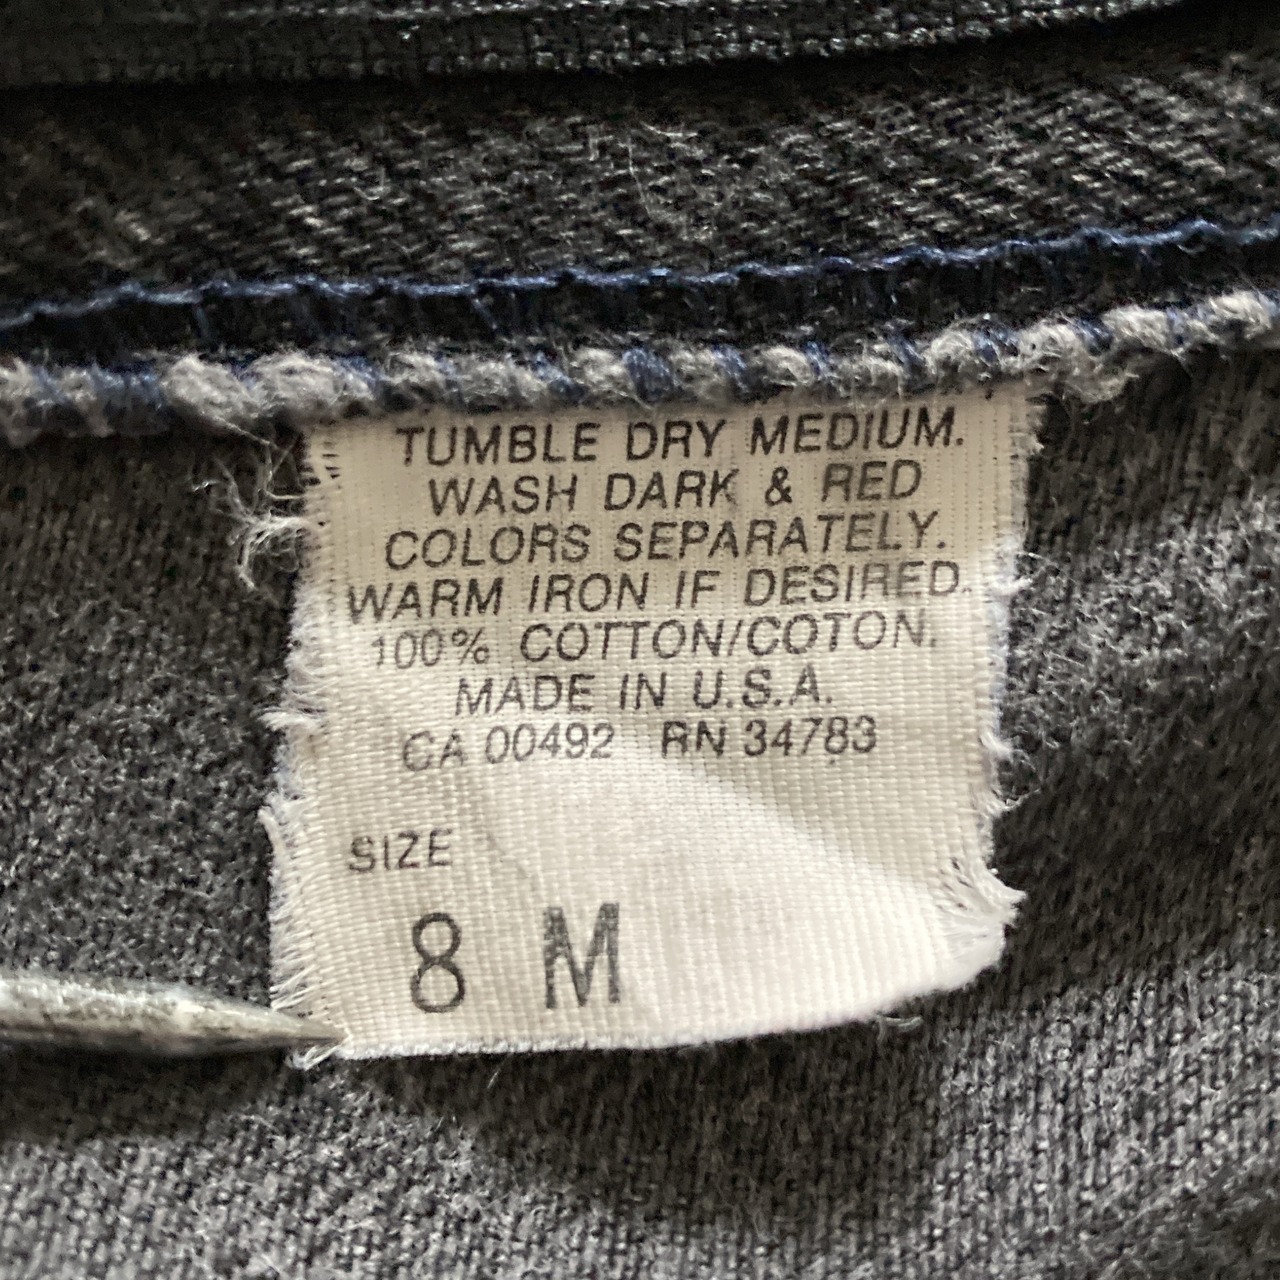 TUMBLE DRY MEDIUM.
WASH DARK & RED
COLORS SEPARATELY.
WARM IRON IF DESIRED.
100% COTTON/COTON.
MADE IN U.S.A.
CA 00492 RN 34783
SIZE
8 M